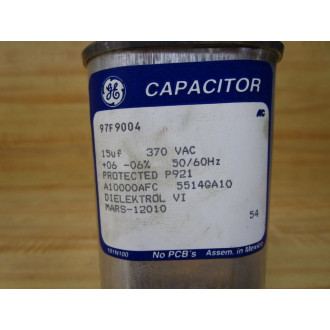 GE
CAPACITOR
97F9004
15uf 370 VAC
+06 -06% 50/60Hz
PROTECTED P921
A10000AFC 5514GA10
DIELEKTROL VI
MARS-12010
54
No PCB's Assem. in Mexico